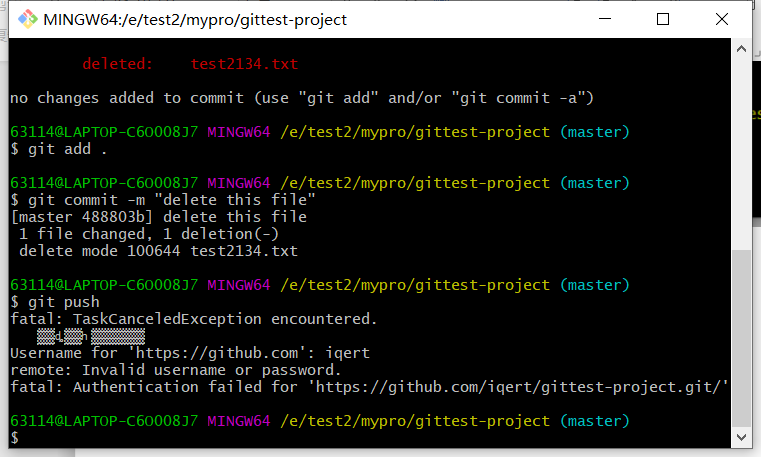 MINGW64:/e/test2/mypro/gittest-project
deleted: test2134.txt
no changes added to commit (use "git add" and/or "git commit -a")
63114@LAPTOP-C6OOO8J7 MINGW64 /e/test2/mypro/gittest-project (master)
$ git add .
63114@LAPTOP-C6OOO8J7 MINGW64 /e/test2/mypro/gittest-project (master)
$ git commit -m "delete this file"
[master 488803b] delete this file
1 file changed, 1 deletion(-)
delete mode 100644 test2134.txt
63114@LAPTOP-C6OOO8J7 MINGW64 /e/test2/mypro/gittest-project (master)
$ git push
fatal: TaskCanceledException encountered.
Username for 'https://github.com': iqert
remote: Invalid username or password.
fatal: Authentication failed for 'https://github.com/iqert/gittest-project.git/'
63114@LAPTOP-C6OOO8J7 MINGW64 /e/test2/mypro/gittest-project (master)
$